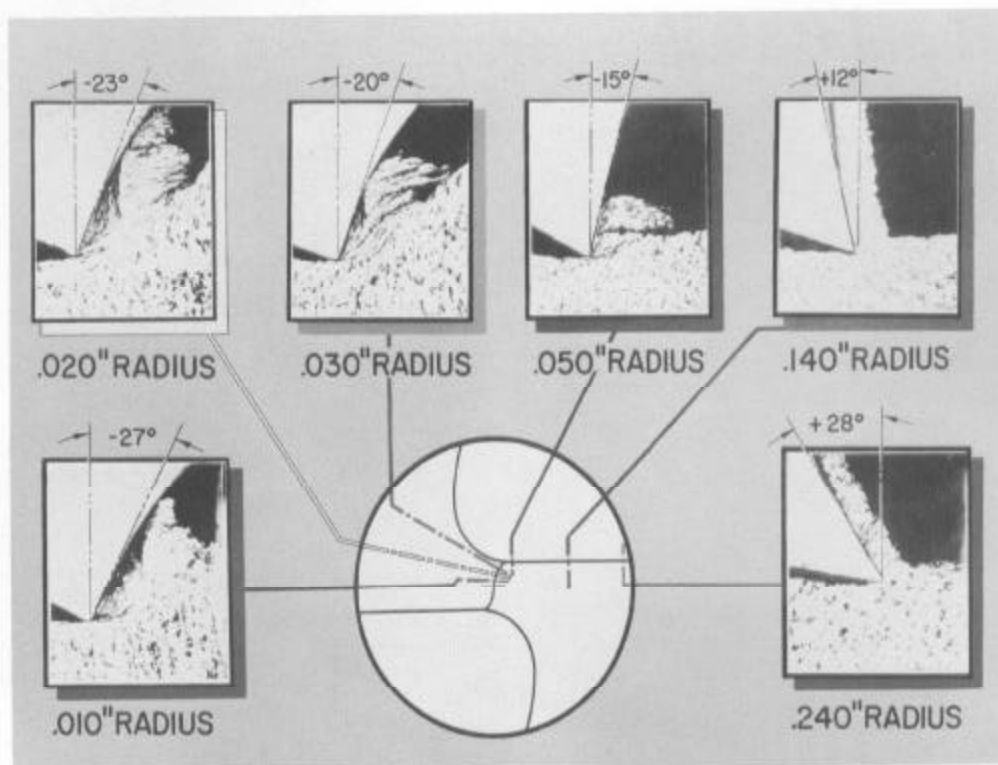 -23°
-20°
-15°
+12°
.020" RADIUS
.030" RADIUS
.050" RADIUS
.140" RADIUS
-27°
+28°
.010" RADIUS
.240" RADIUS